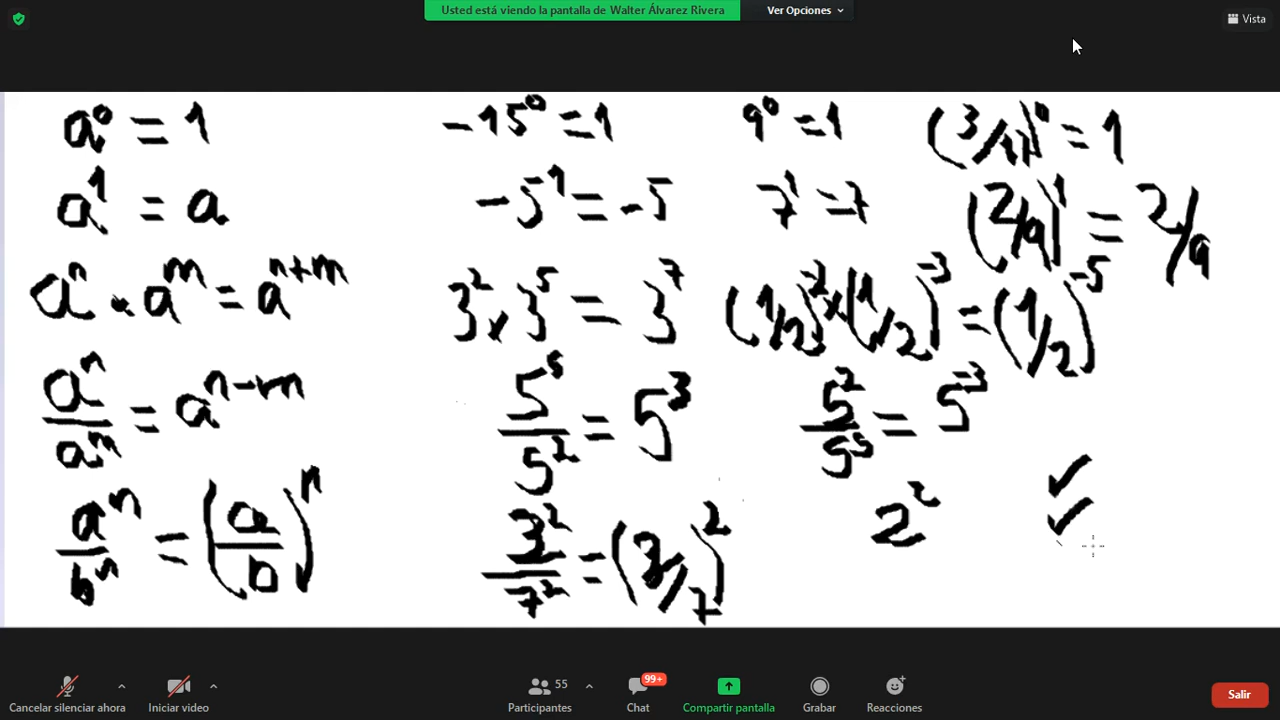 Usted está viendo la pantalla de Walter Álvarez Rivera Ver Opciones
Vista
a⁰ = 1 -15⁰ = 1 9⁰ = 1 (3/17)⁰ = 1
a¹ = a -5¹ = -5 7¹ = 7 (2/9)¹ = 2/9
aⁿ · aᵐ = aⁿ⁺ᵐ 3² x 3⁵ = 3⁷ (1/2)⁻² x (1/2)⁻³ = (1/2)⁻⁵
aⁿ/aᵐ = aⁿ⁻ᵐ 5⁵/5² = 5³ 5²/5⁵ = 5⁻³
aⁿ/bⁿ = (a/b)ⁿ 3²/7² = (3/7)² 2²
55 99+
Cancelar silenciar ahora Iniciar video Participantes Chat Compartir pantalla Grabar Reacciones Salir